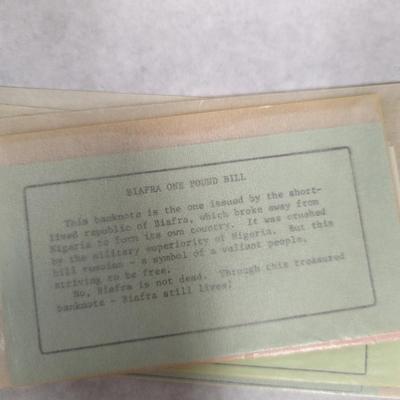 BIAFRA ONE POUND BILL
This banknote is the one issued by the short-
lived republic of Biafra, which broke away from
Nigeria to form its own country. It was crushed
by the military superiority of Nigeria. But this
bill remains - a symbol of a valiant people,
striving to be free.
No, Biafra is not dead. Through this treasured
banknote - Biafra still lives!